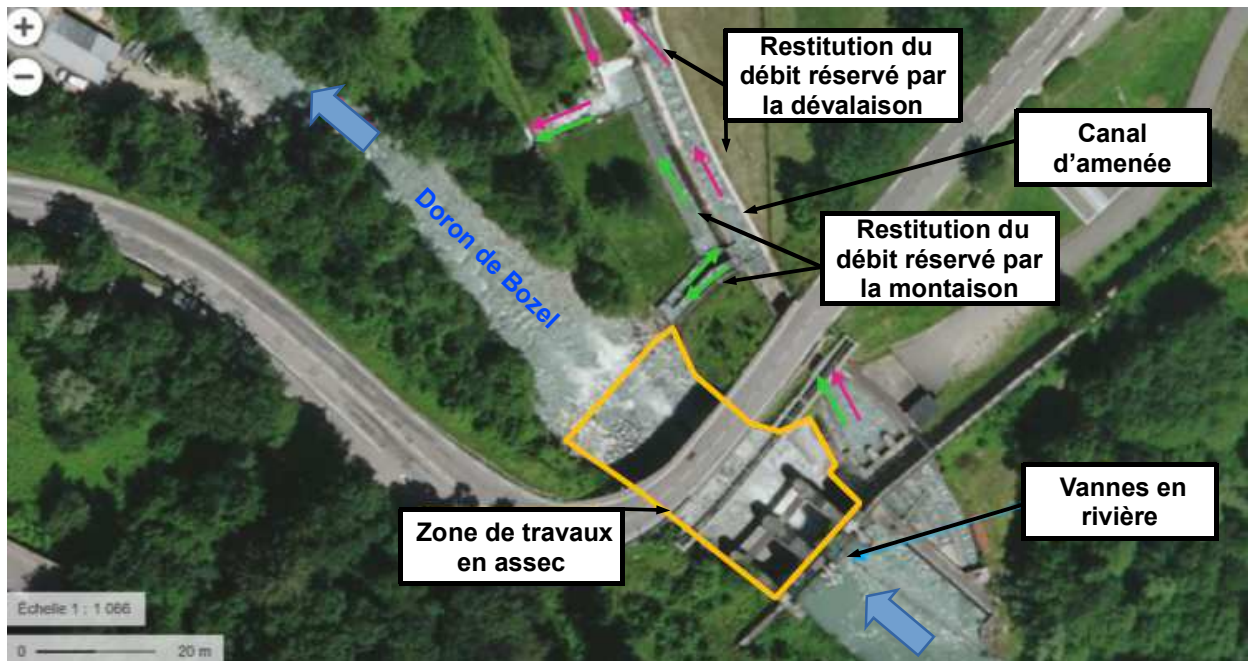 Restitution du
débit réservé par
la dévalaison
Canal
d’amenée
Restitution du
débit réservé par
la montaison
Doron de Bozel
Vannes en
rivière
Zone de travaux
en assec
Échelle 1 : 1 066
0 20 m